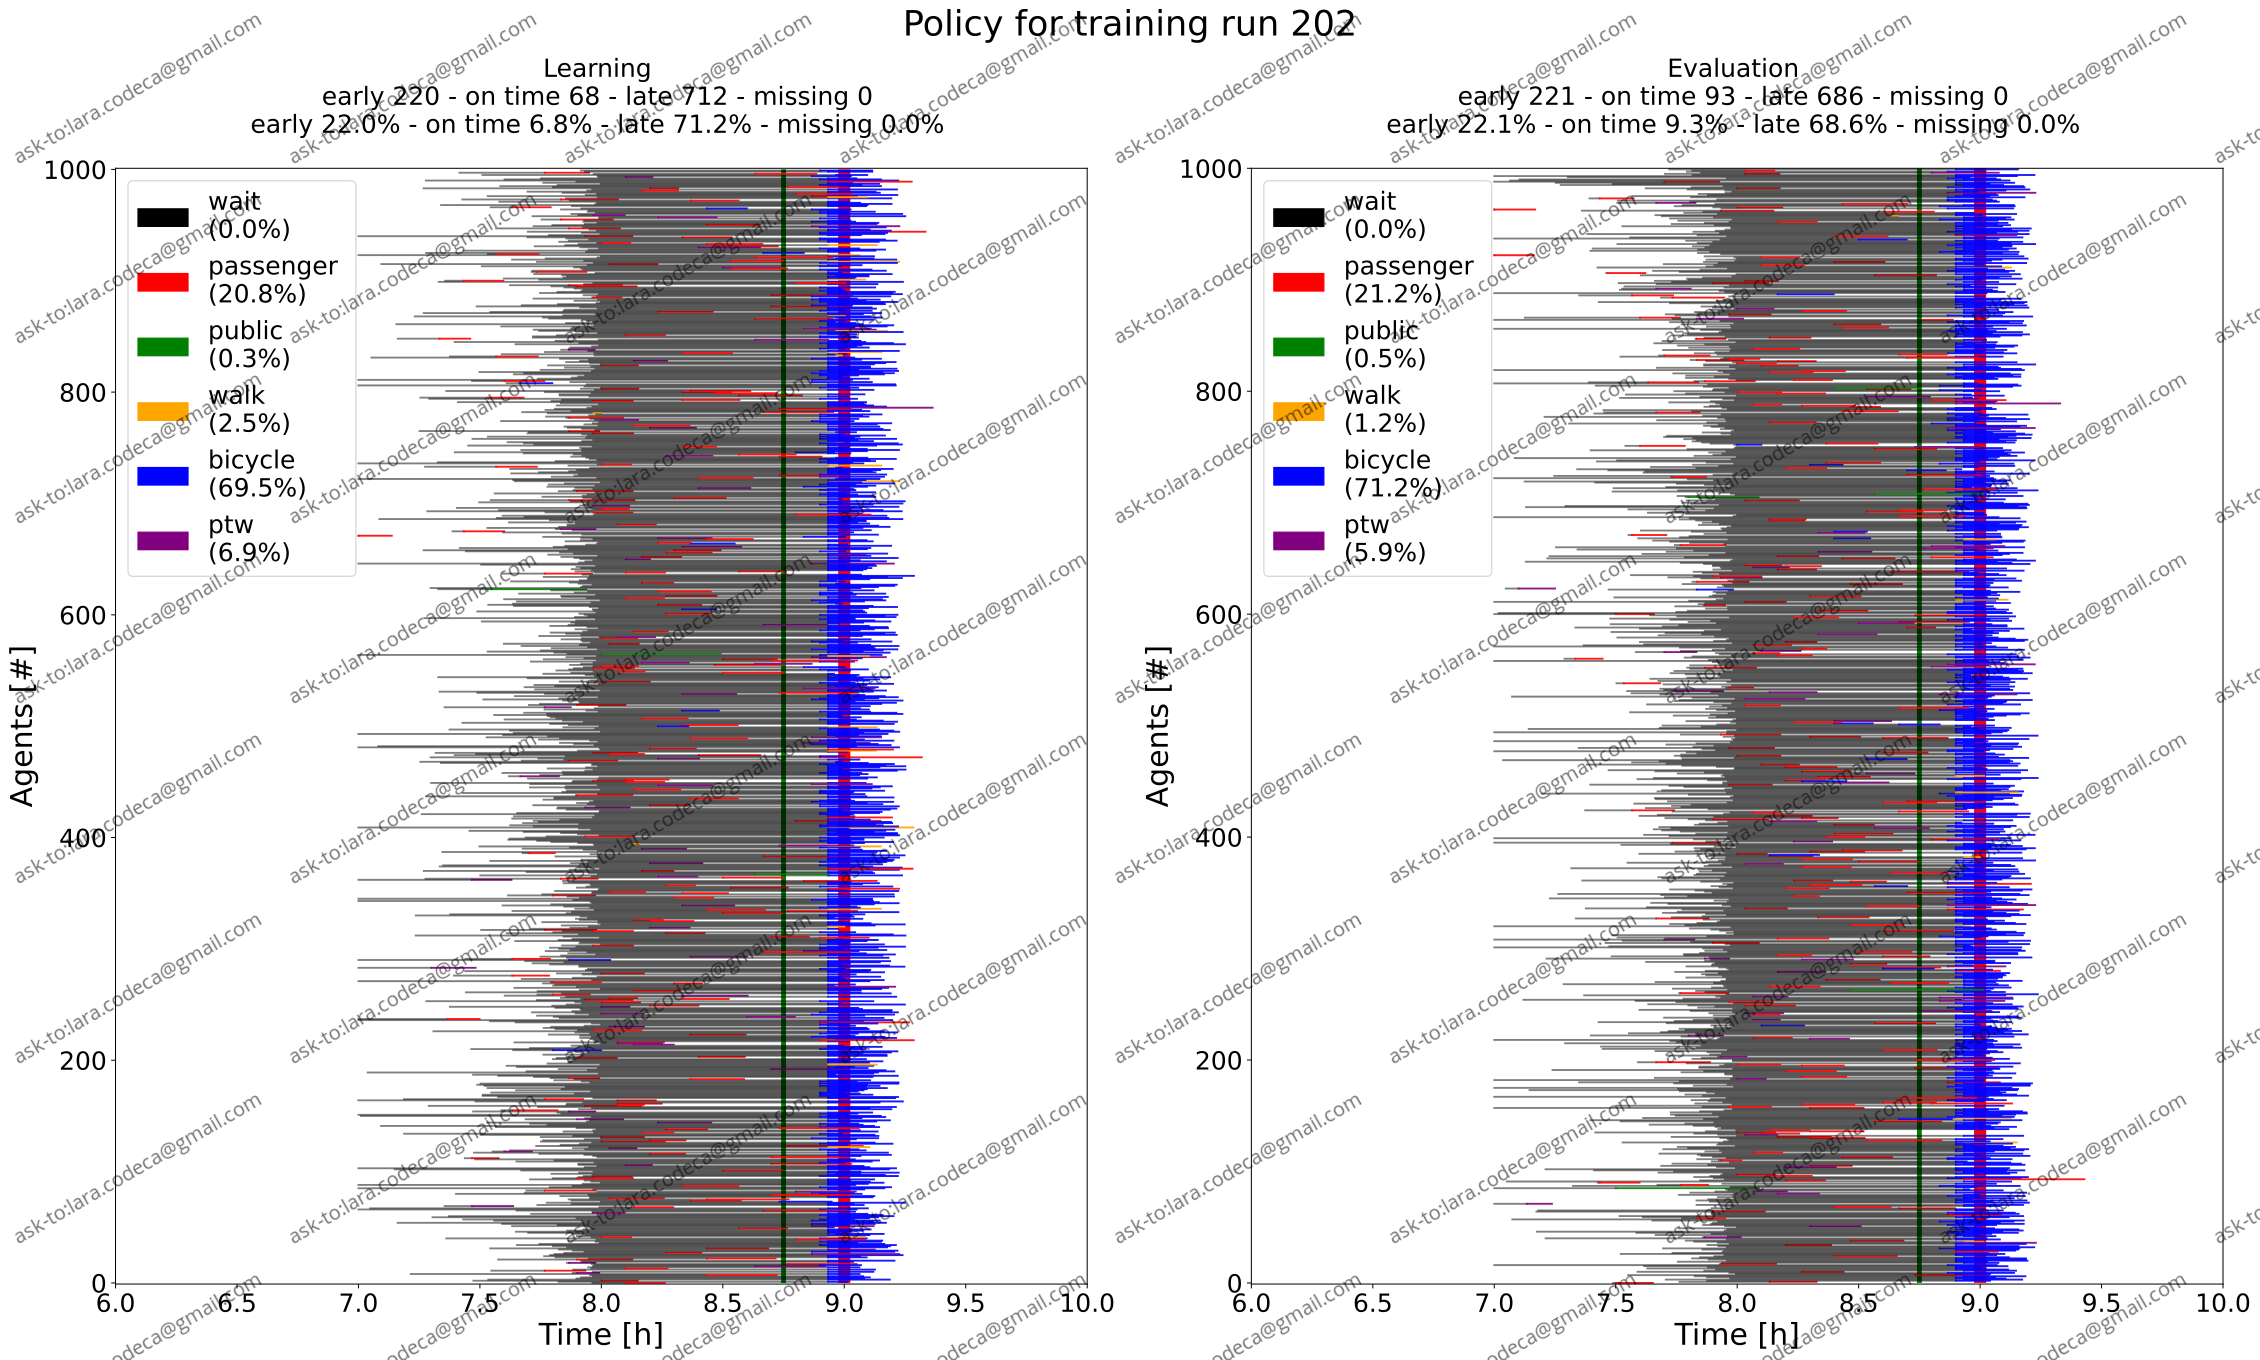 Policy for training run 202
Learning
early 220 - on time 68 - late 712 - missing 0
early 22.0% - on time 6.8% - late 71.2% - missing 0.0%
1000
800
600
400
200
0
Agents [#]
wait
(0.0%)
passenger
(20.8%)
public
(0.3%)
walk
(2.5%)
bicycle
(69.5%)
ptw
(6.9%)
6.0 6.5 7.0 7.5 8.0 8.5 9.0 9.5 10.0
Time [h]
Evaluation
early 221 - on time 93 - late 686 - missing 0
early 22.1% - on time 9.3% - late 68.6% - missing 0.0%
1000
800
600
400
200
0
Agents [#]
wait
(0.0%)
passenger
(21.2%)
public
(0.5%)
walk
(1.2%)
bicycle
(71.2%)
ptw
(5.9%)
6.0 6.5 7.0 7.5 8.0 8.5 9.0 9.5 10.0
Time [h]
ask-to:lara.codeca@gmail.com